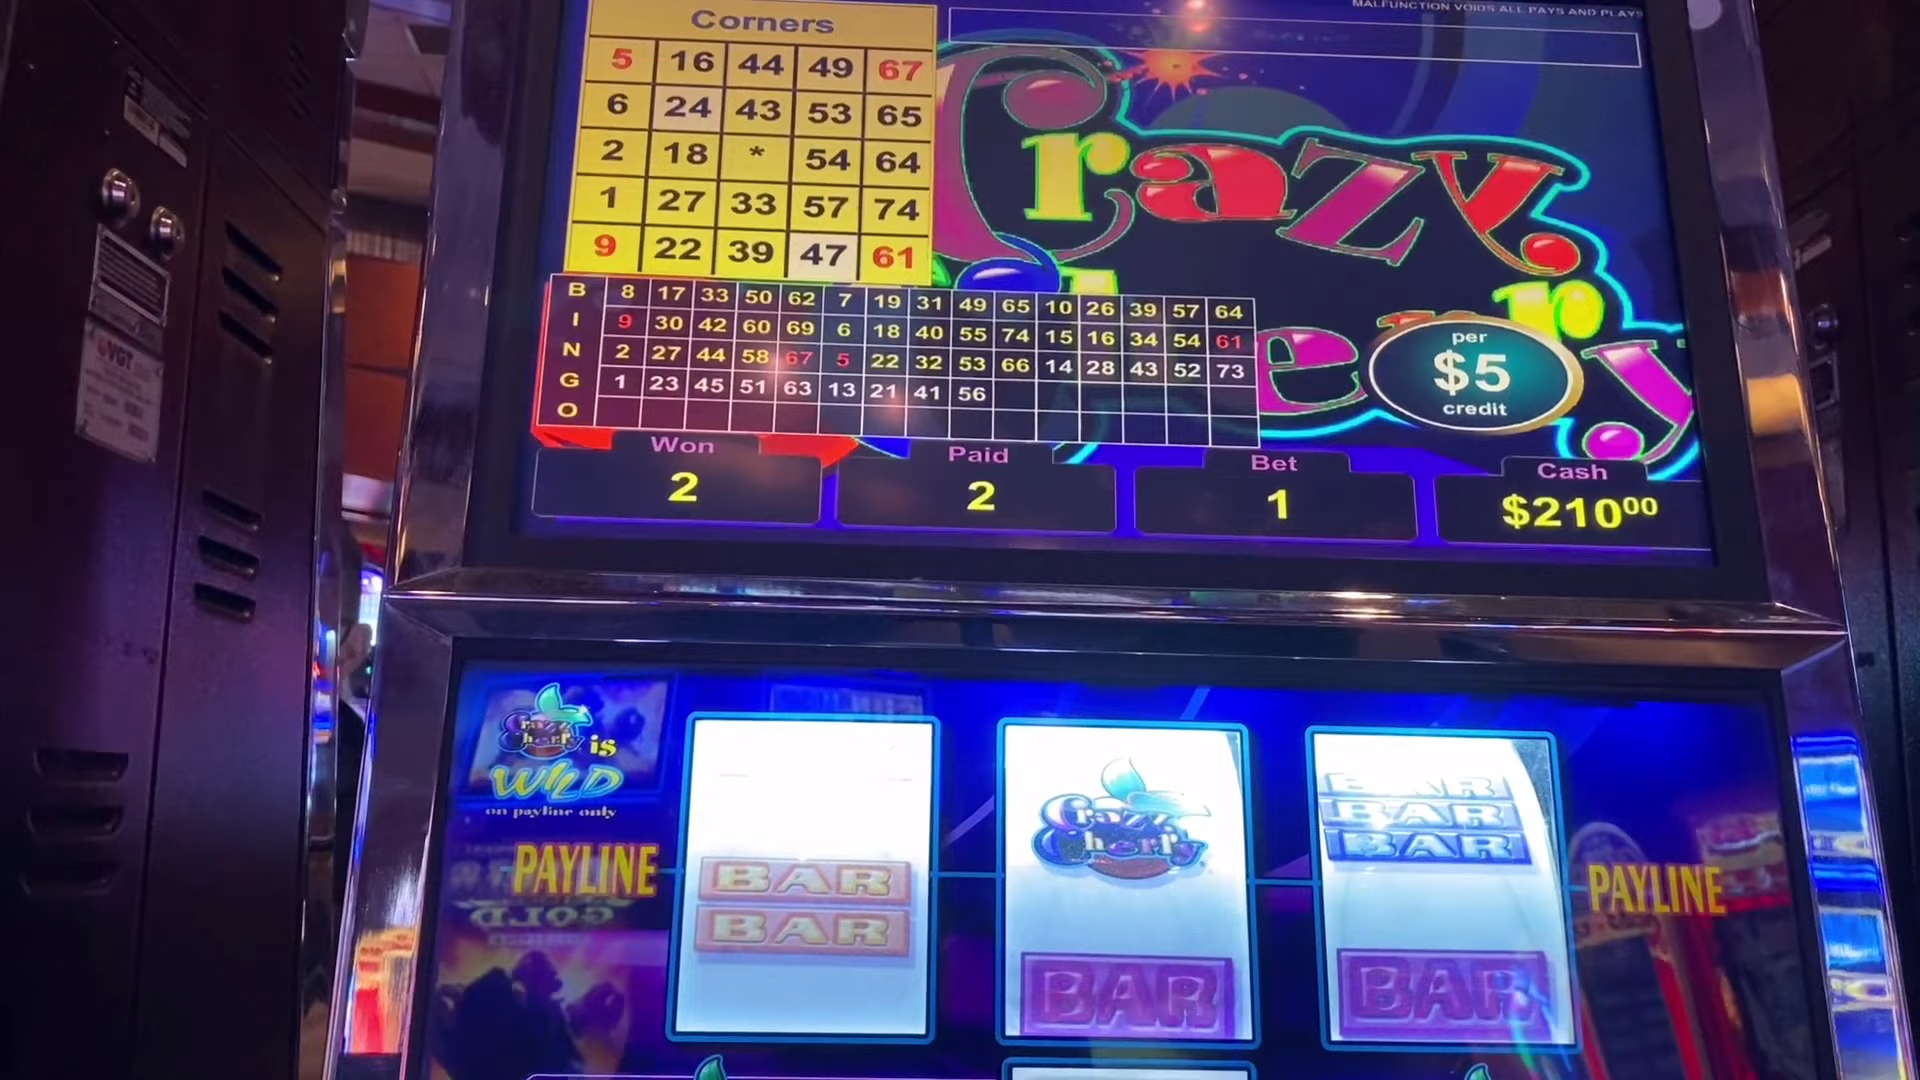 MALFUNCTION VOIDS ALL PAYS AND PLAYS
Corners
5 16 44 49 67
6 24 43 53 65
2 18 * 54 64
1 27 33 57 74
9 22 39 47 61
Crazy
Cherry
B 8 17 33 50 62 7 19 31 49 65 10 26 39 57 64
I 9 30 42 60 69 6 18 40 55 74 15 16 34 54 61
N 2 27 44 58 67 5 22 32 53 66 14 28 43 52 73
G 1 23 45 51 63 13 21 41 56
O
per
$5
credit
Won
2
Paid
2
Bet
1
Cash
$210⁰⁰
VGT
Crazy
Cherry is
WILD
on payline only
PAYLINE
GOLD
BAR
BAR
Crazy
Cherry
BAR
BAR
BAR
BAR
BAR
PAYLINE